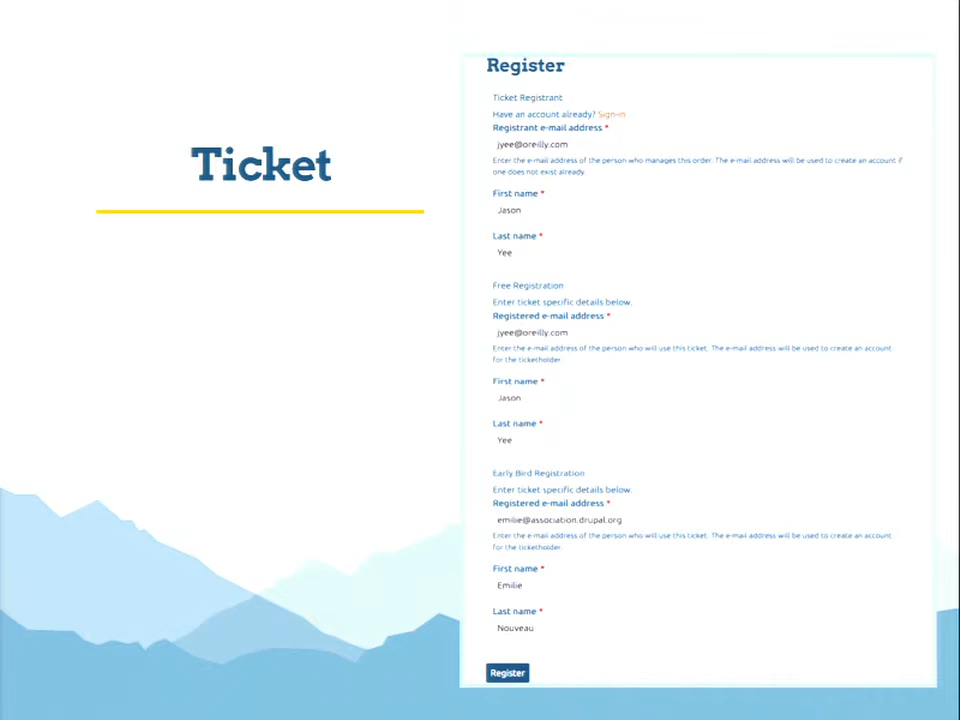 Ticket
Register
Ticket Registrant
Have an account already? Sign-in
Registrant e-mail address *
jyee@oreilly.com
Enter the e-mail address of the person who manages this order. The e-mail address will be used to create an account if
one does not exist already.
First name *
Jason
Last name *
Yee
Free Registration
Enter ticket specific details below.
Registered e-mail address *
jyee@oreilly.com
Enter the e-mail address of the person who will use this ticket. The e-mail address will be used to create an account
for the ticketholder.
First name *
Jason
Last name *
Yee
Early Bird Registration
Enter ticket specific details below.
Registered e-mail address *
emilie@association.drupal.org
Enter the e-mail address of the person who will use this ticket. The e-mail address will be used to create an account
for the ticketholder.
First name *
Emilie
Last name *
Nouveau
Register